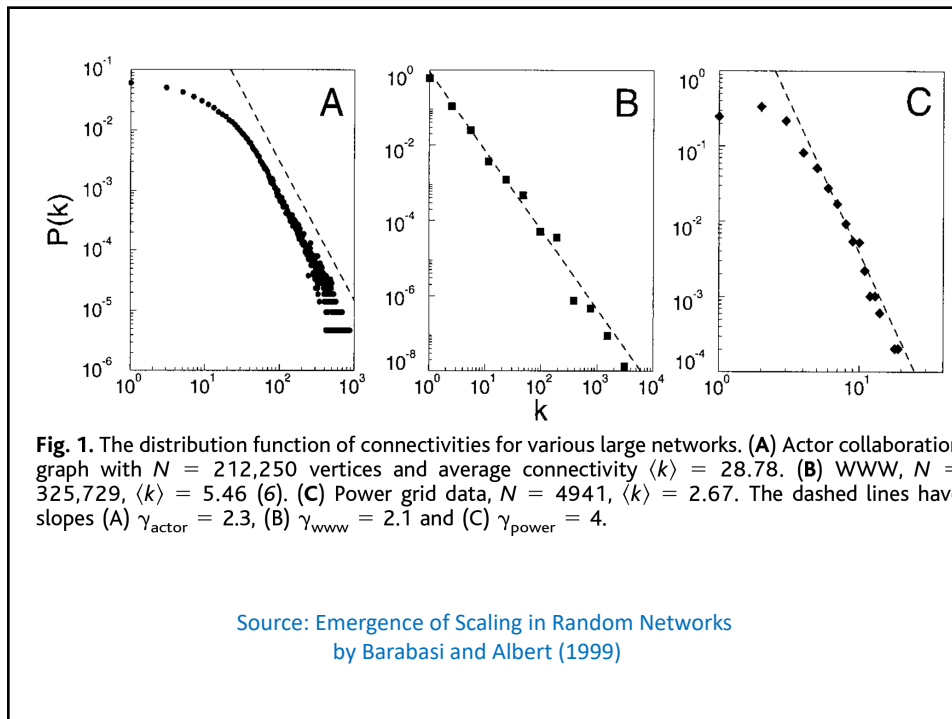 10^-1
10^-2
10^-3
10^-4
10^-5
10^-6
P(k)
10^0
10^1
10^2
10^3
A
10^0
10^-2
10^-4
10^-6
10^-8
10^0
10^1
10^2
10^3
10^4
B
k
10^0
10^-1
10^-2
10^-3
10^-4
10^0
10^1
C
Fig. 1. The distribution function of connectivities for various large networks. (A) Actor collaboration
graph with N = 212,250 vertices and average connectivity ⟨k⟩ = 28.78. (B) WWW, N =
325,729, ⟨k⟩ = 5.46 (6). (C) Power grid data, N = 4941, ⟨k⟩ = 2.67. The dashed lines hav
slopes (A) γactor = 2.3, (B) γwww = 2.1 and (C) γpower = 4.
Source: Emergence of Scaling in Random Networks
by Barabasi and Albert (1999)